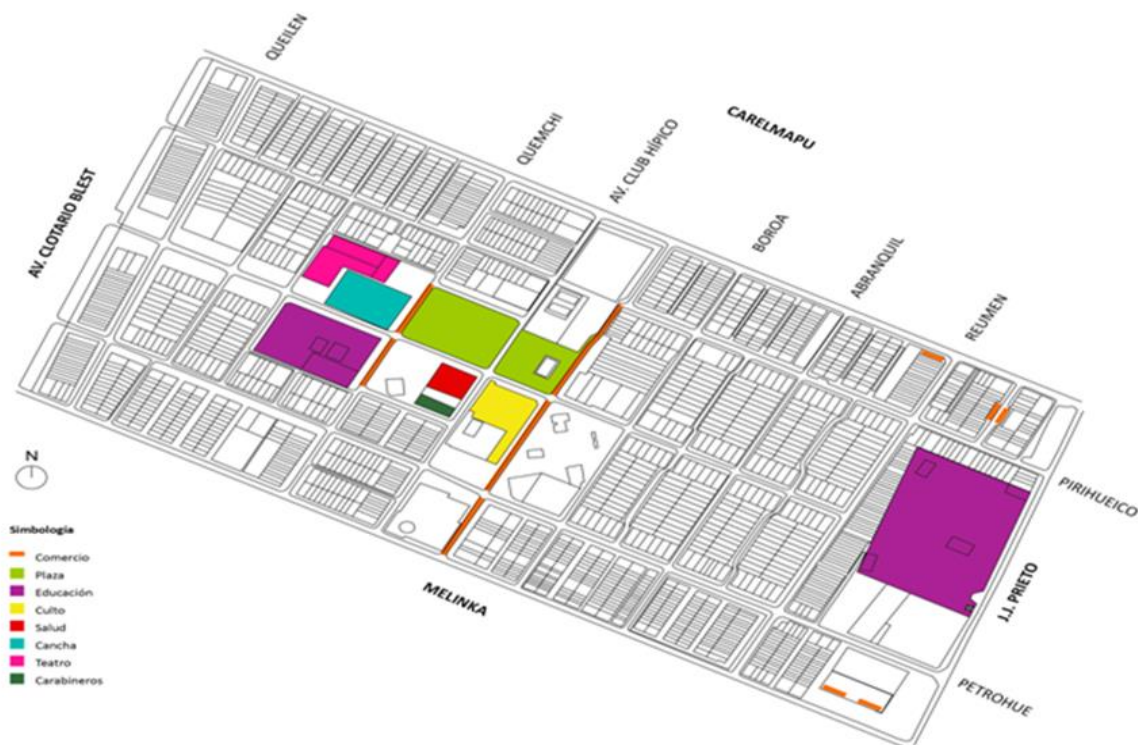 QUEILEN
QUEMCHI
AV. CLUB HÍPICO
CARELMAPU
BOROA
ABRANQUIL
REUMEN
AV. CLOTARIO BLEST
PIRIHUEICO
J.J. PRIETO
PETROHUE
MELINKA
N
Simbología
Comercio
Plaza
Educación
Culto
Salud
Cancha
Teatro
Carabineros